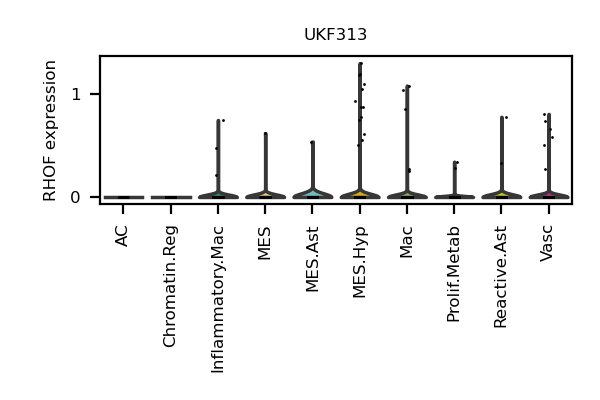 UKF313
RHOF expression
1
0
AC
Chromatin.Reg
Inflammatory.Mac
MES
MES.Ast
MES.Hyp
Mac
Prolif.Metab
Reactive.Ast
Vasc